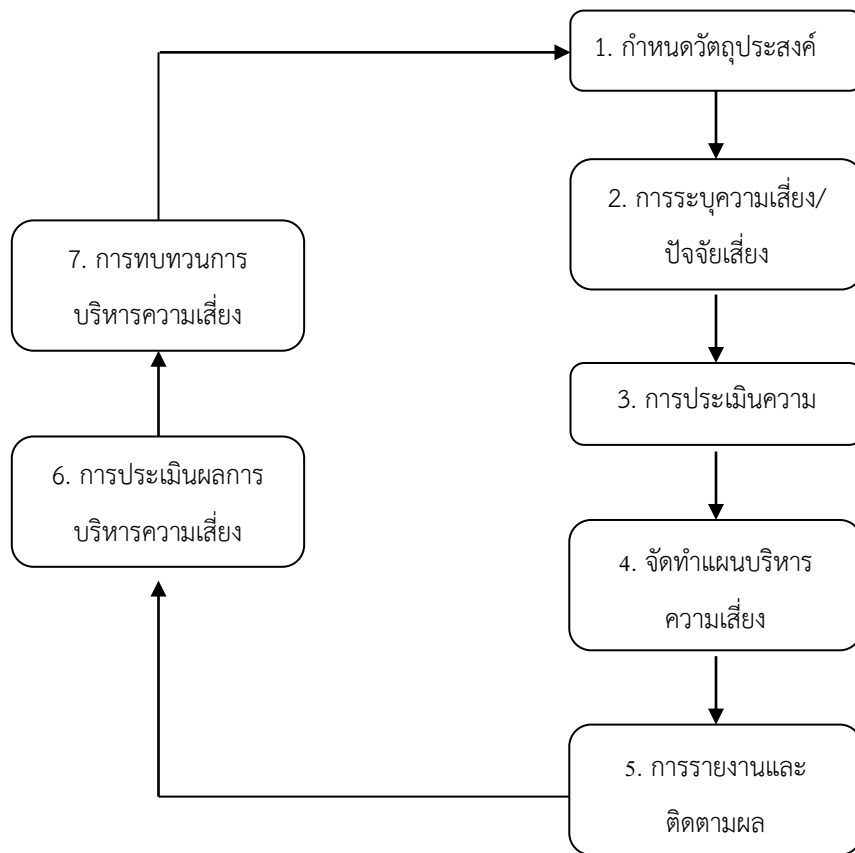 1. กำหนดวัตถุประสงค์
2. การระบุความเสี่ยง/
ปัจจัยเสี่ยง
3. การประเมินความ
4. จัดทำแผนบริหาร
ความเสี่ยง
5. การรายงานและ
ติดตามผล
6. การประเมินผลการ
บริหารความเสี่ยง
7. การทบทวนการ
บริหารความเสี่ยง